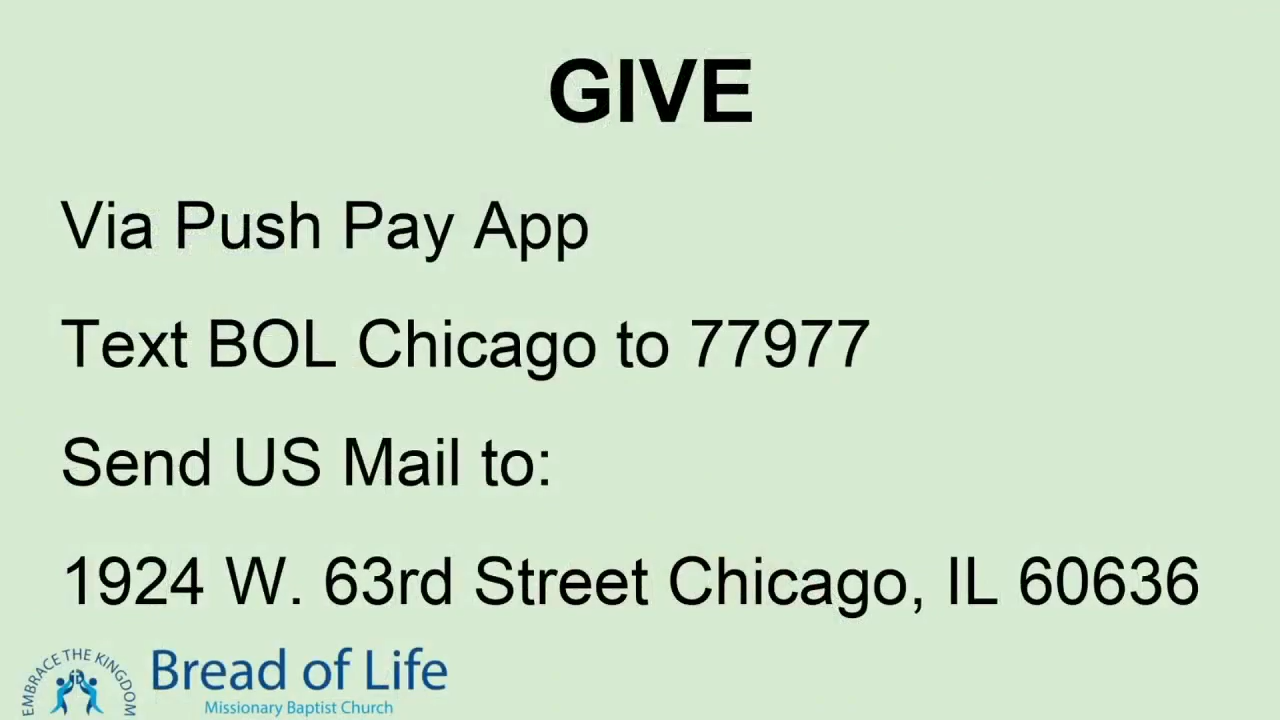 GIVE
Via Push Pay App
Text BOL Chicago to 77977
Send US Mail to:
1924 W. 63rd Street Chicago, IL 60636
EMBRACE THE KINGDOM
Bread of Life
Missionary Baptist Church